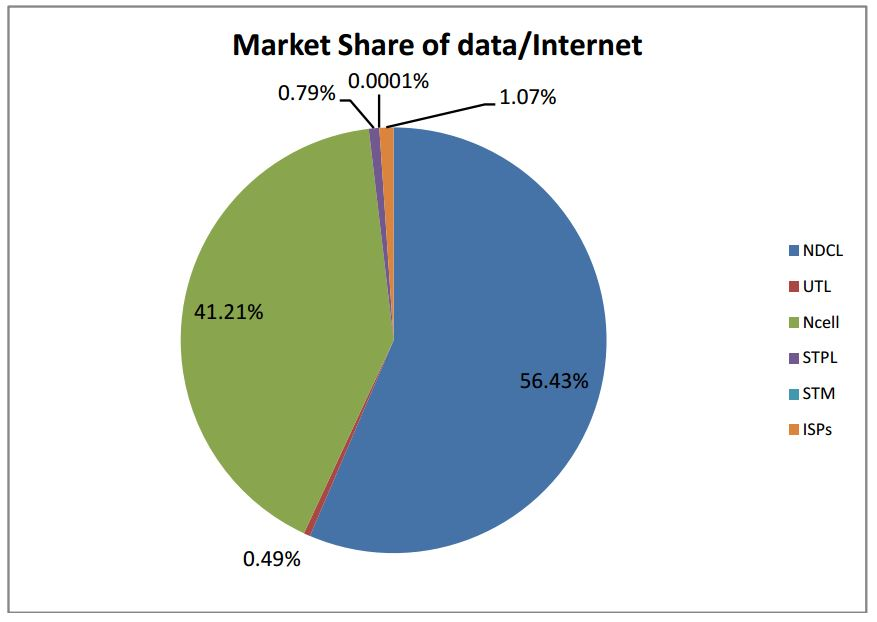 Market Share of data/Internet
0.79%
0.0001%
1.07%
41.21%
56.43%
0.49%
NDCL
UTL
Ncell
STPL
STM
ISPs